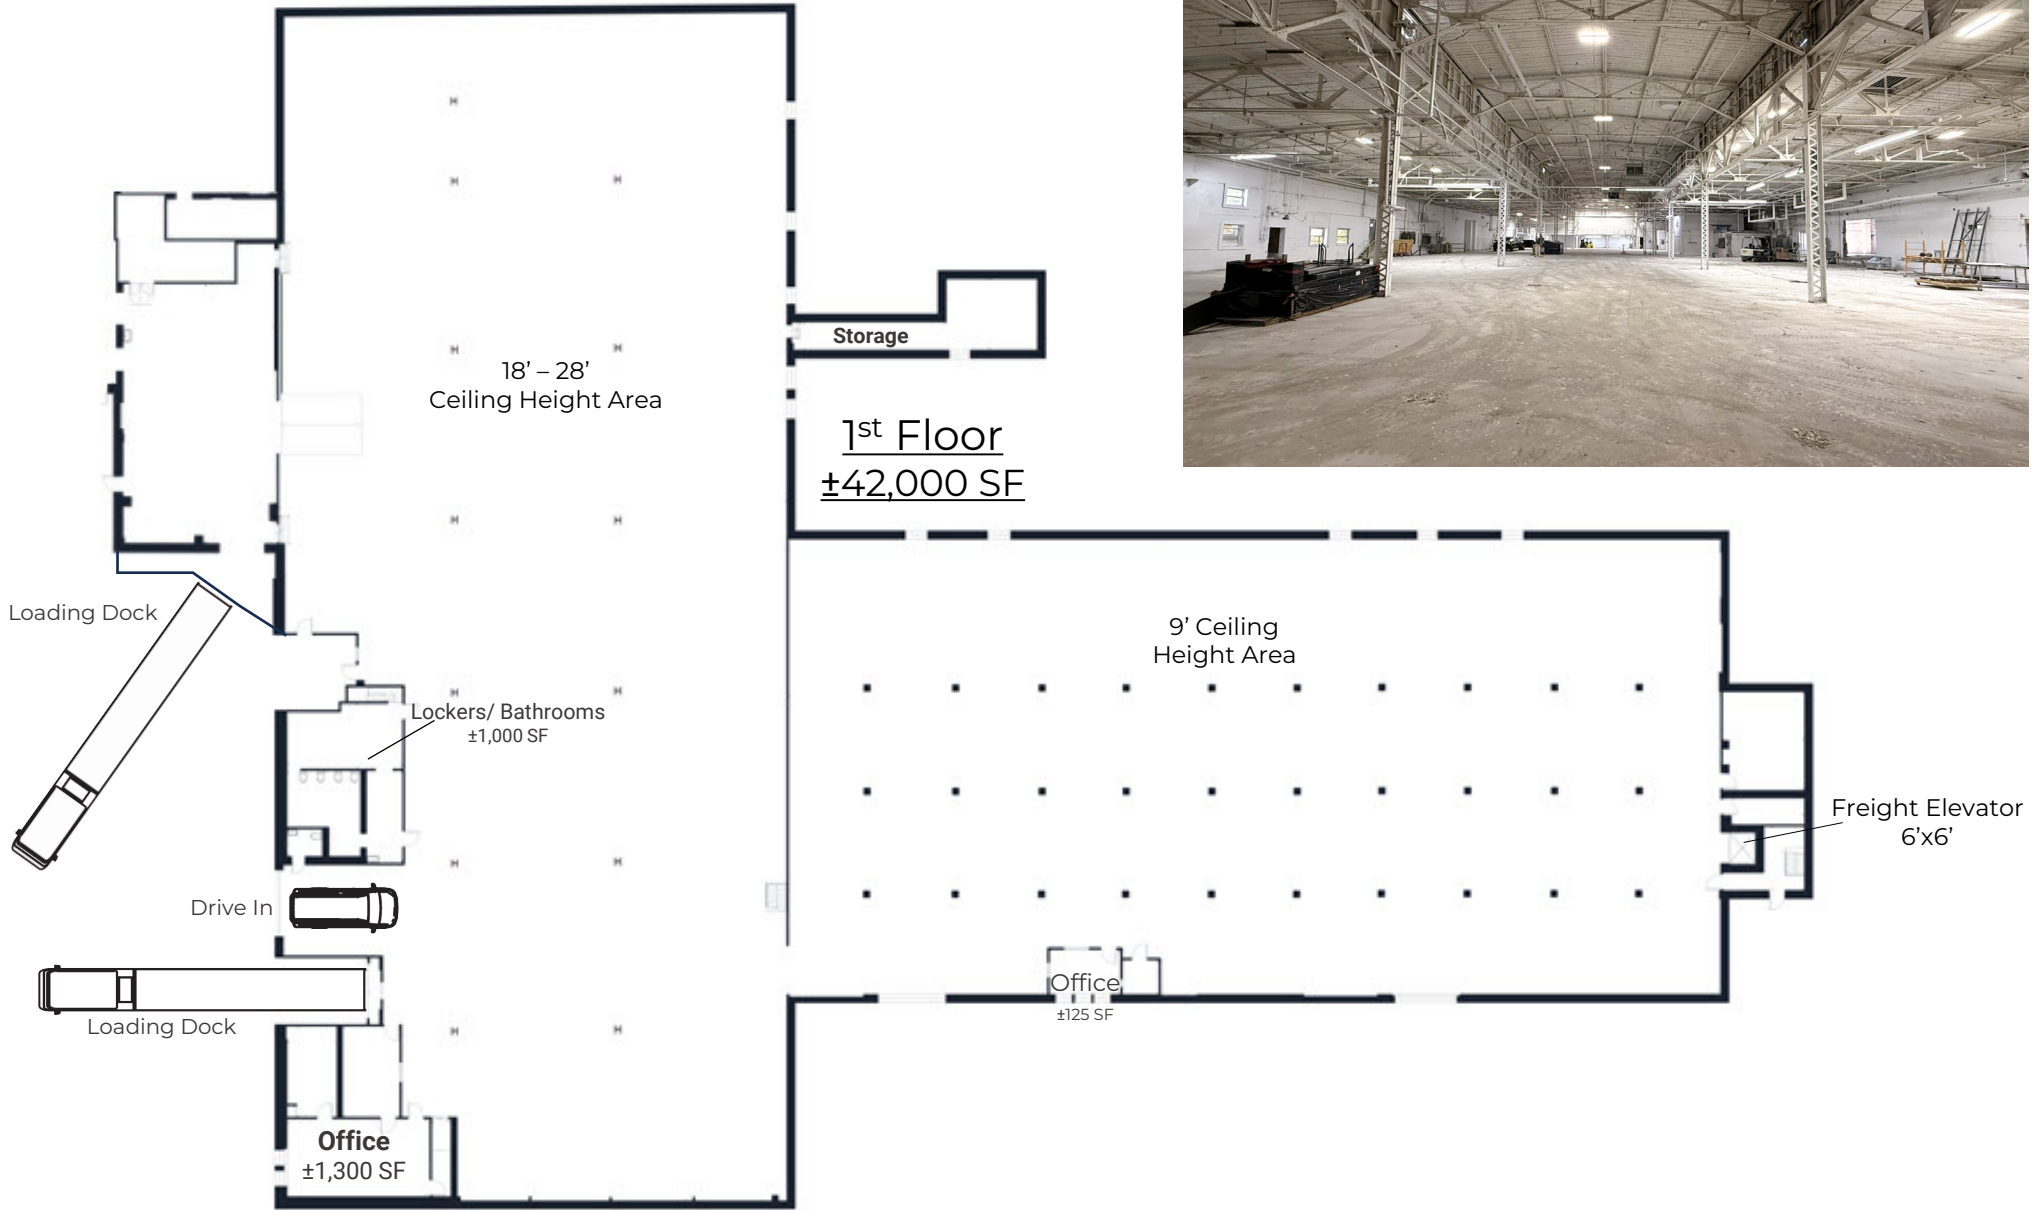 Storage
18’ – 28’
Ceiling Height Area
1st Floor
±42,000 SF
Loading Dock
9’ Ceiling
Height Area
Lockers/ Bathrooms
±1,000 SF
Freight Elevator
6’x6’
Drive In
Office
±125 SF
Loading Dock
Office
±1,300 SF